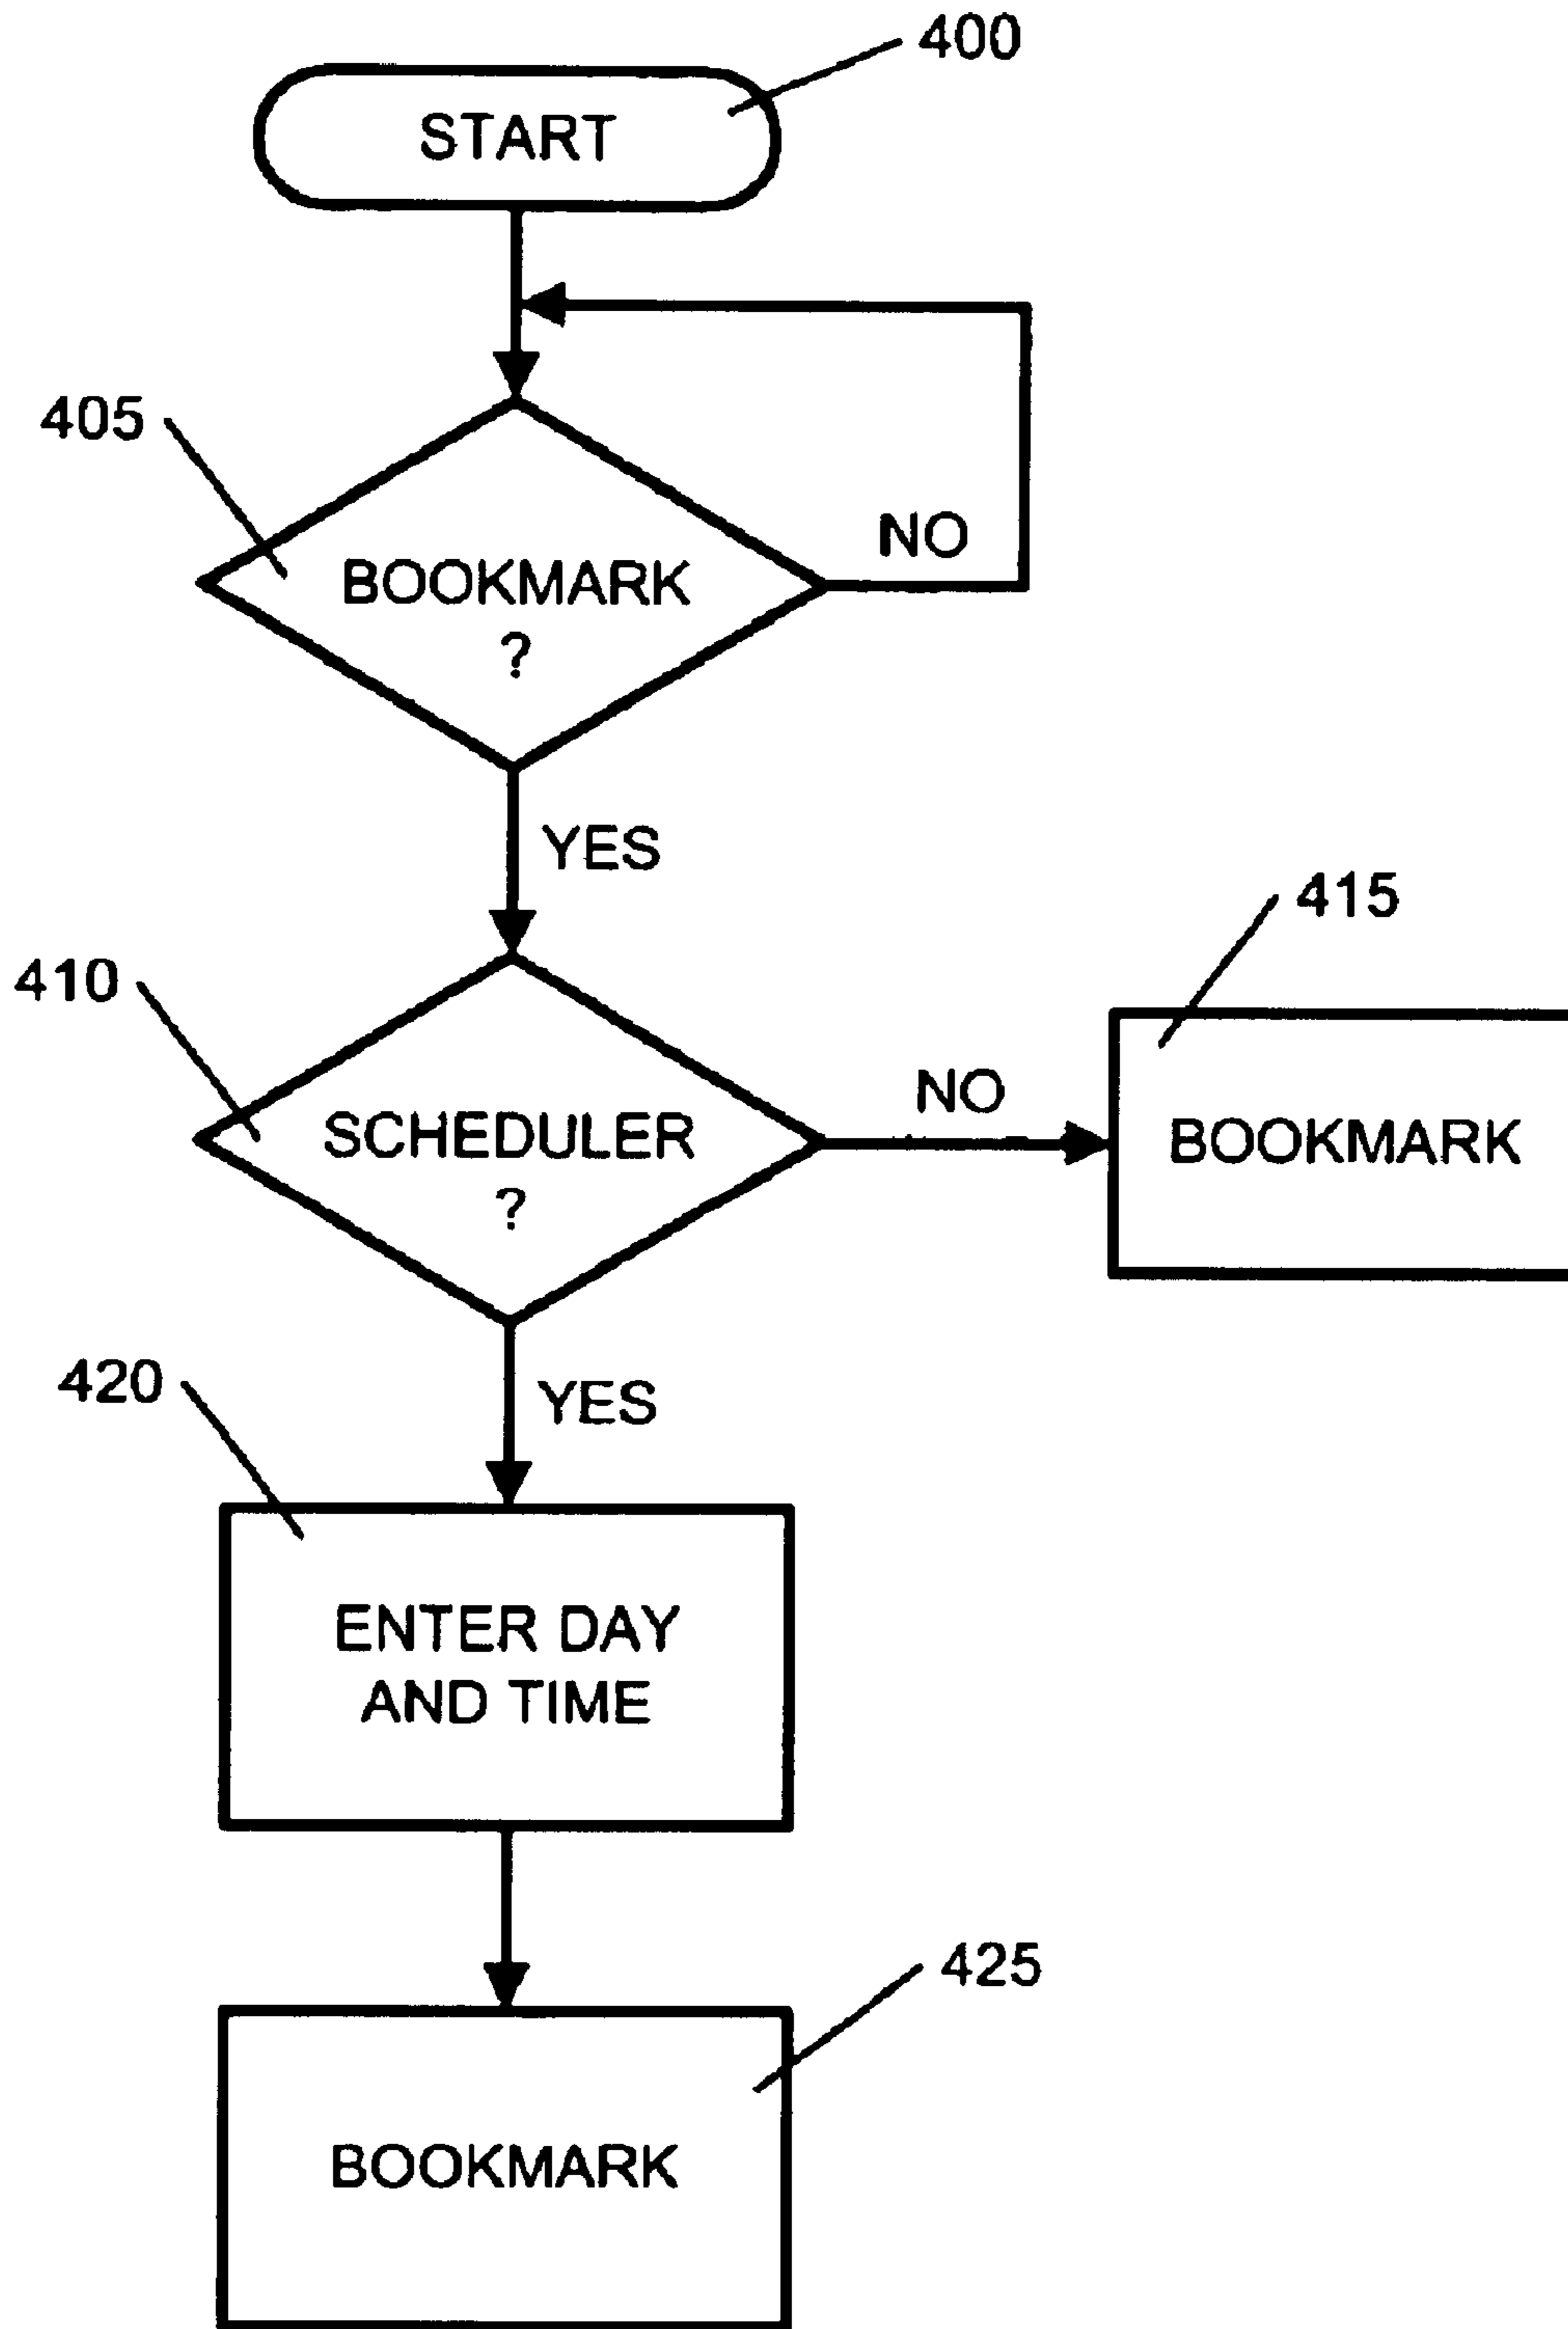 400
START
405
BOOKMARK
?
NO
YES
415
410
SCHEDULER
?
NO
BOOKMARK
420
YES
ENTER DAY
AND TIME
425
BOOKMARK